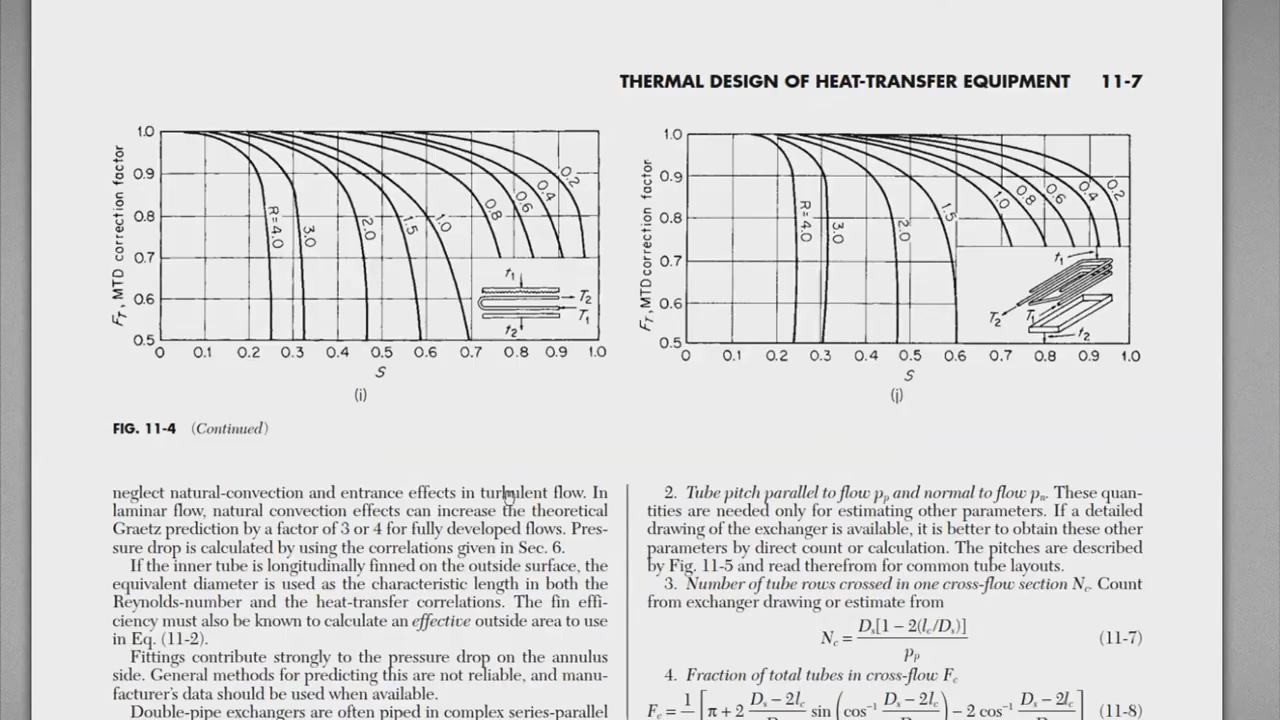 THERMAL DESIGN OF HEAT-TRANSFER EQUIPMENT 11-7
F_T, MTD correction factor
1.0
0.9
0.8
0.7
0.6
0.5
0 0.1 0.2 0.3 0.4 0.5 0.6 0.7 0.8 0.9 1.0
S
R=4.0 3.0 2.0 1.5 1.0 0.8 0.6 0.4 0.2
t1
T2
T1
t2
(i)
F_T, MTD correction factor
1.0
0.9
0.8
0.7
0.6
0.5
0 0.1 0.2 0.3 0.4 0.5 0.6 0.7 0.8 0.9 1.0
S
R=4.0 3.0 2.0 1.5 1.0 0.8 0.6 0.4 0.2
t1
T2 T1
t2
(j)
FIG. 11-4 (Continued)
neglect natural-convection and entrance effects in turbulent flow. In
laminar flow, natural convection effects can increase the theoretical
Graetz prediction by a factor of 3 or 4 for fully developed flows. Pres-
sure drop is calculated by using the correlations given in Sec. 6.
If the inner tube is longitudinally finned on the outside surface, the
equivalent diameter is used as the characteristic length in both the
Reynolds-number and the heat-transfer correlations. The fin effi-
ciency must also be known to calculate an effective outside area to use
in Eq. (11-2).
Fittings contribute strongly to the pressure drop on the annulus
side. General methods for predicting this are not reliable, and manu-
facturer's data should be used when available.
Double-pipe exchangers are often piped in complex series-parallel
2. Tube pitch parallel to flow p_p and normal to flow p_n. These quan-
tities are needed only for estimating other parameters. If a detailed
drawing of the exchanger is available, it is better to obtain these other
parameters by direct count or calculation. The pitches are described
by Fig. 11-5 and read therefrom for common tube layouts.
3. Number of tube rows crossed in one cross-flow section N_c. Count
from exchanger drawing or estimate from
N_c = D_s[1 − 2(l_c/D_s)] / p_p (11-7)
4. Fraction of total tubes in cross-flow F_c
F_c = 1/π [π + 2 D_s − 2l_c sin (cos⁻¹ D_s − 2l_c) − 2 cos⁻¹ D_s − 2l_c] (11-8)